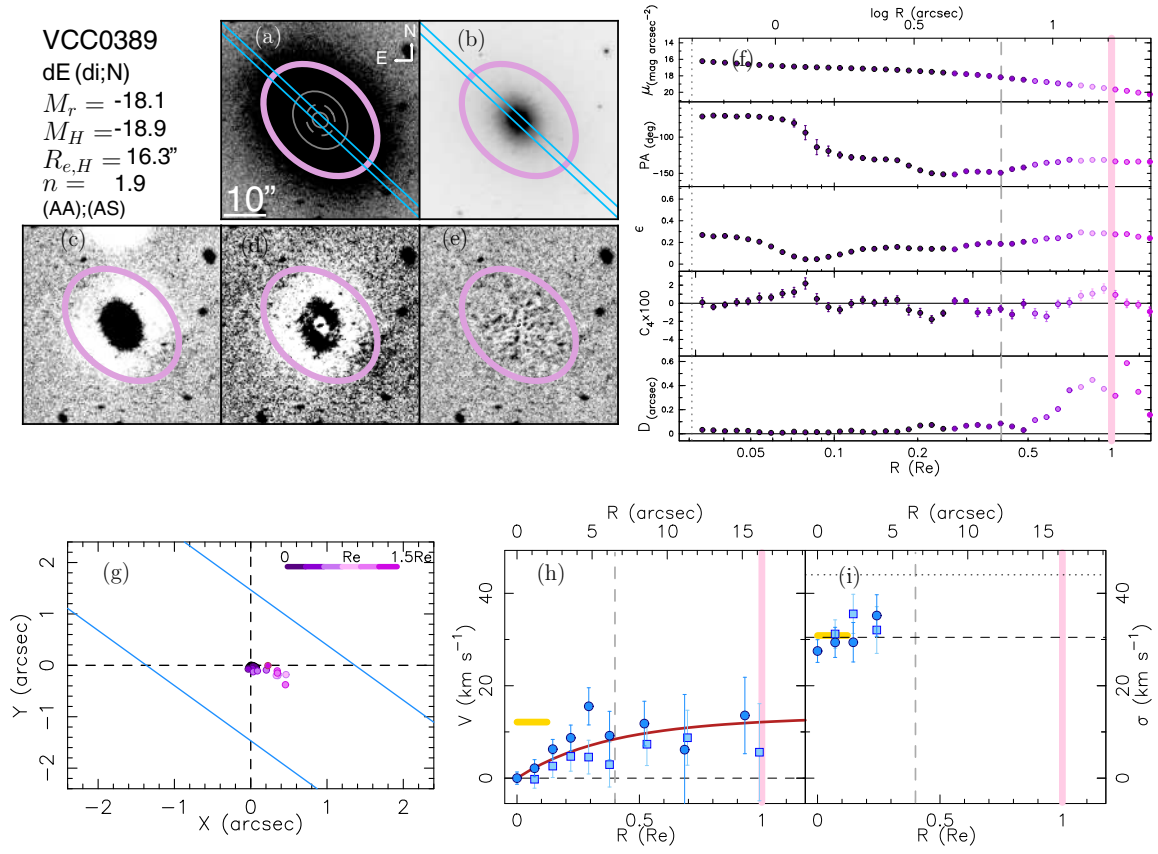 VCC0389
dE (di;N)
M_r = -18.1
M_H = -18.9
R_{e,H} = 16.3"
n = 1.9
(AA);(AS)
(a)
N
E
10"
(b)
(c)
(d)
(e)
log R (arcsec)
0 0.5 1
(f)
μ (mag arcsec⁻²)
14
16
18
20
PA (deg)
−100
−150
ε
0.6
0.4
0.2
0
C₄×100
2
0
−2
−4
D (arcsec)
0.6
0.4
0.2
0
0.05 0.1 0.2 0.5 1
R (Re)
(g)
0 Re 1.5Re
Y (arcsec)
2
1
0
−1
−2
−2 −1 0 1 2
X (arcsec)
R (arcsec)
0 5 10 15
(h)
V (km s⁻¹)
40
20
0
0 0.5 1
R (Re)
R (arcsec)
0 5 10 15
(i)
σ (km s⁻¹)
40
20
0
0 0.5 1
R (Re)